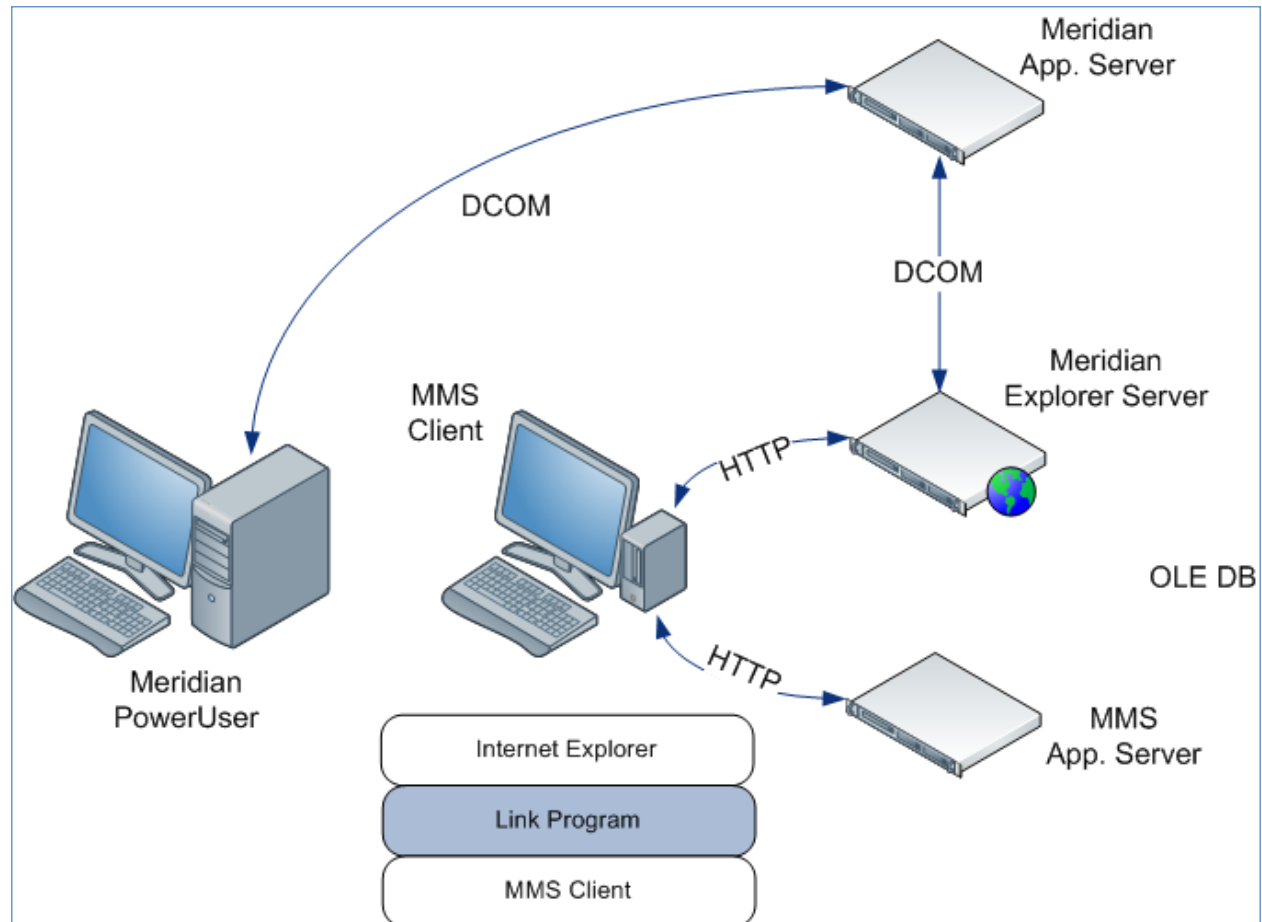 Meridian
App. Server
DCOM
DCOM
Meridian
Explorer Server
MMS
Client
HTTP
OLE DB
HTTP
Meridian
PowerUser
MMS
App. Server
Internet Explorer
Link Program
MMS Client